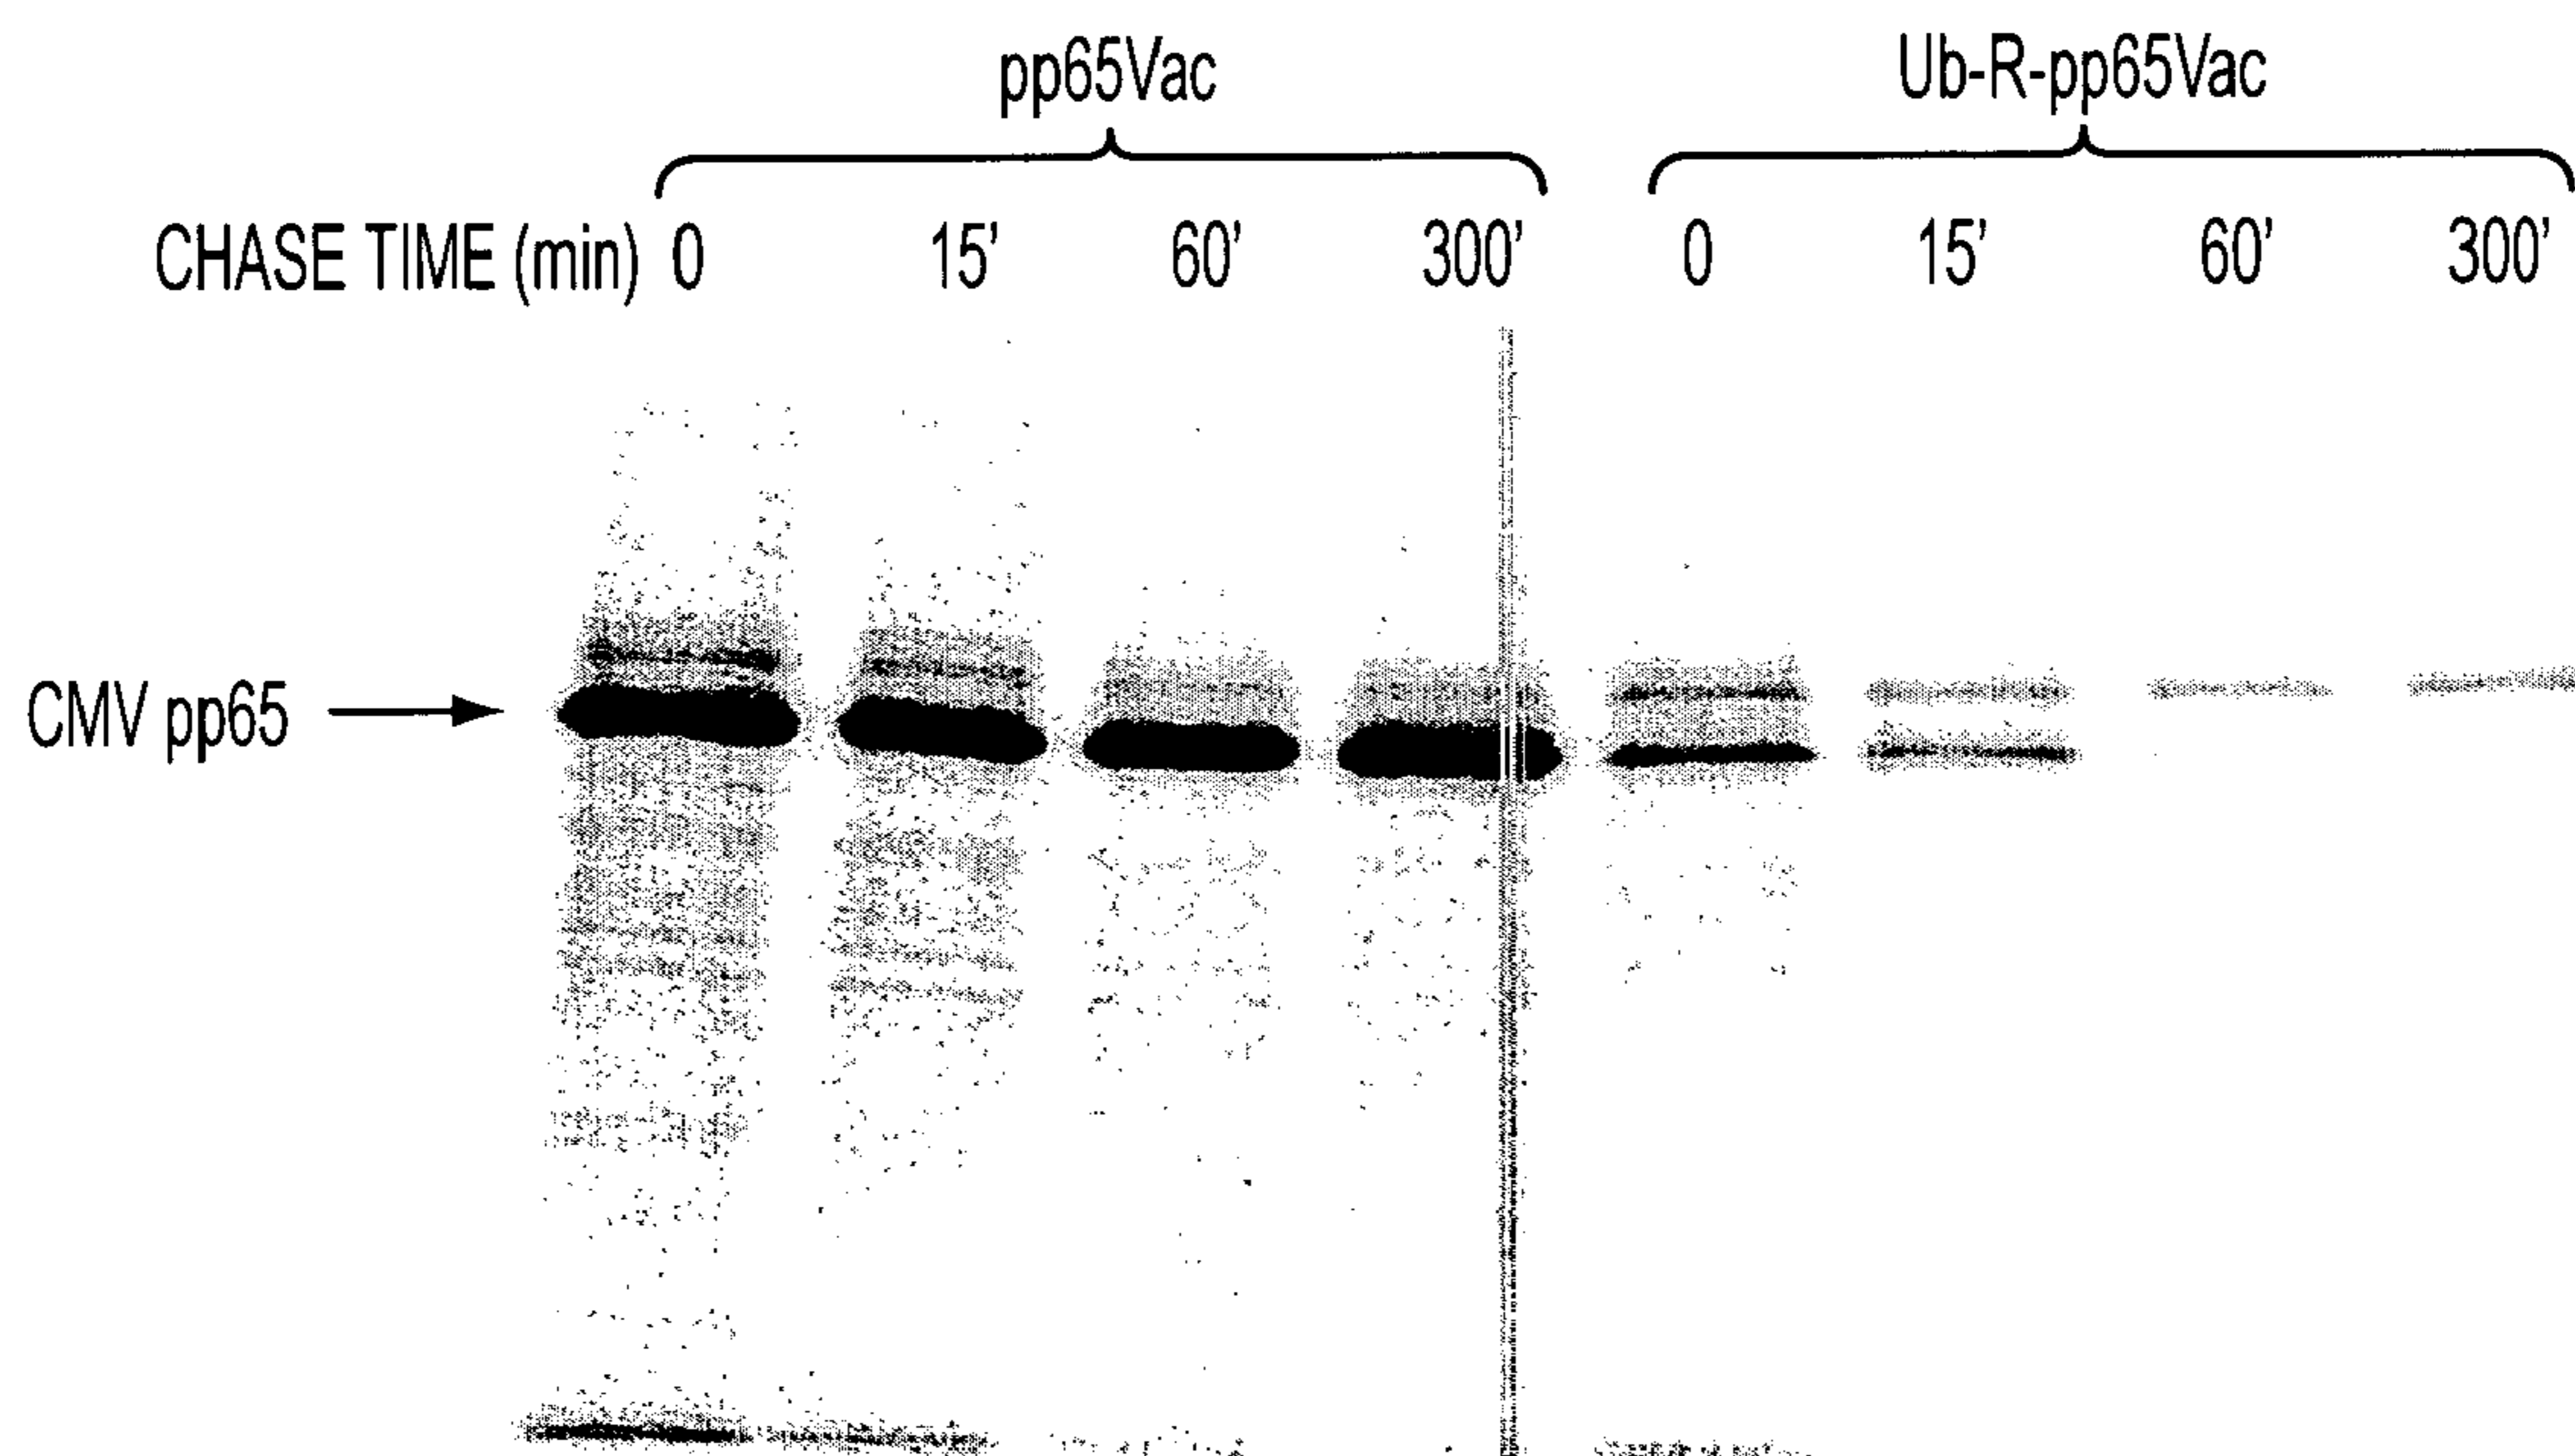 pp65Vac Ub-R-pp65Vac
CHASE TIME (min) 0 15' 60' 300' 0 15' 60' 300'
CMV pp65